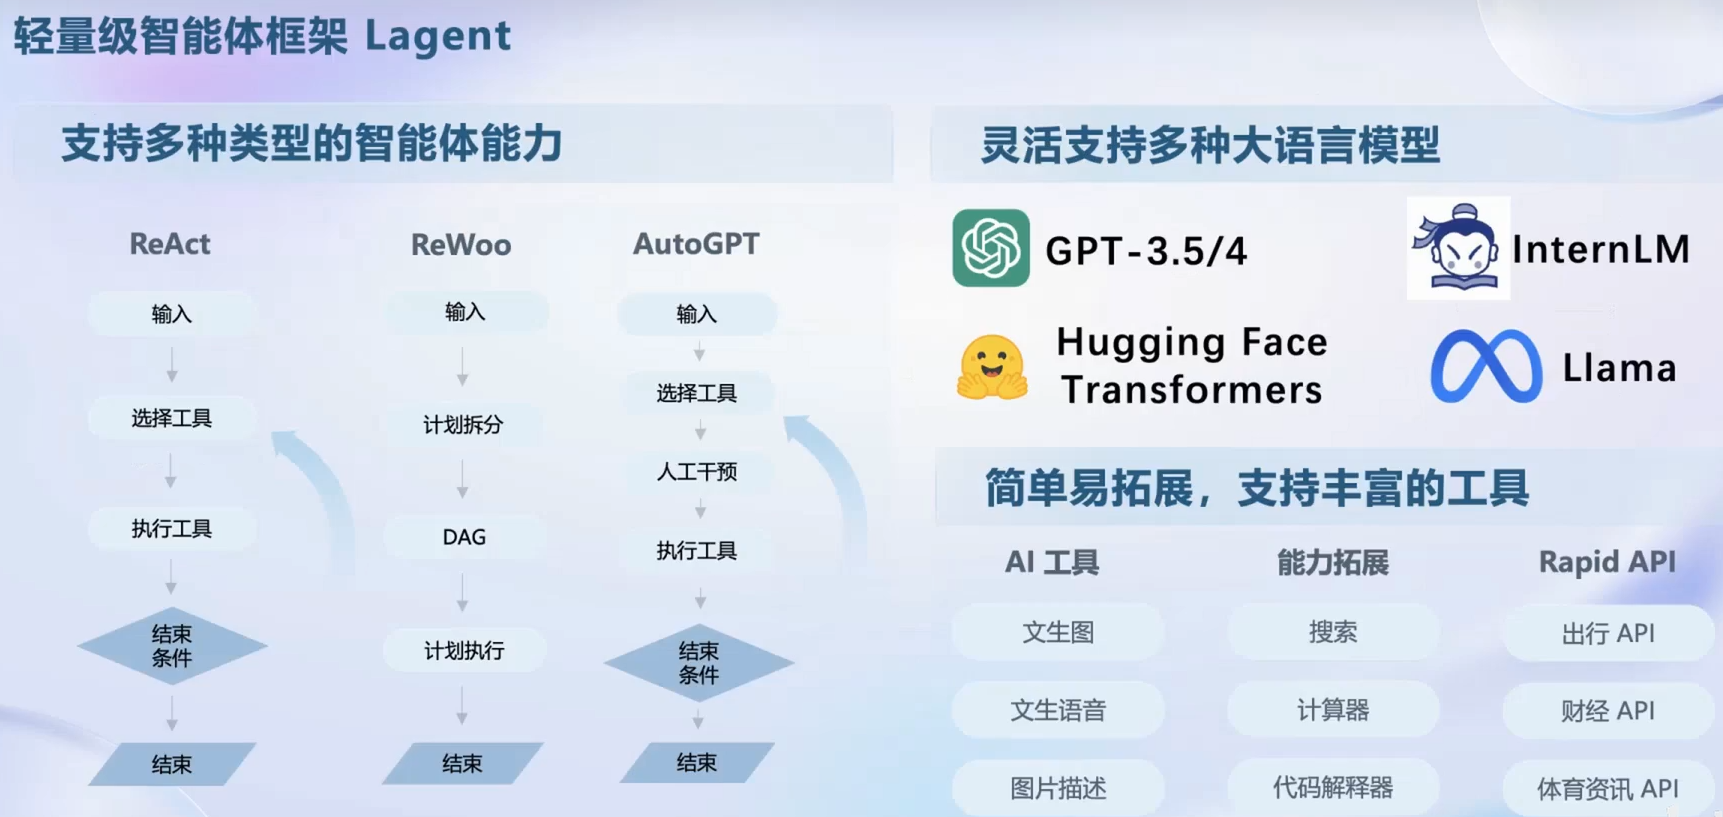 轻量级智能体框架 Lagent
支持多种类型的智能体能力
ReAct
输入
选择工具
执行工具
结束
条件
结束
ReWoo
输入
计划拆分
DAG
计划执行
结束
AutoGPT
输入
选择工具
人工干预
执行工具
结束
条件
结束
灵活支持多种大语言模型
GPT-3.5/4
InternLM
Hugging Face
Transformers
Llama
简单易拓展，支持丰富的工具
AI 工具
文生图
文生语音
图片描述
能力拓展
搜索
计算器
代码解释器
Rapid API
出行 API
财经 API
体育资讯 API